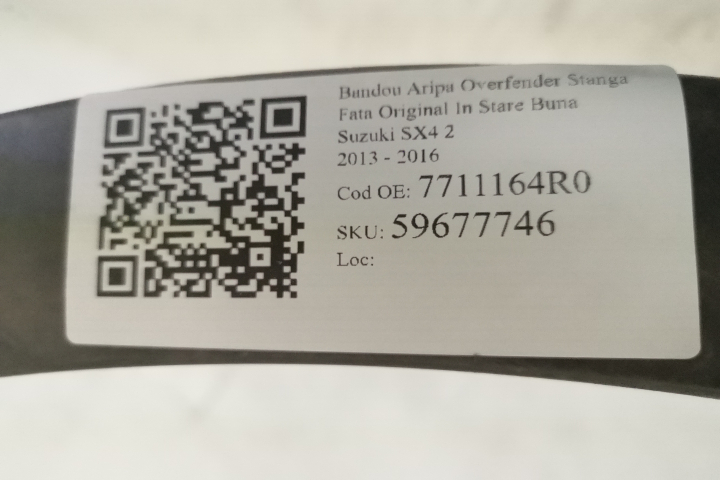 Bandou Aripa Overfender Stanga
Fata Original In Stare Buna
Suzuki SX4 2
2013 - 2016
Cod OE: 7711164R0
SKU: 59677746
Loc: